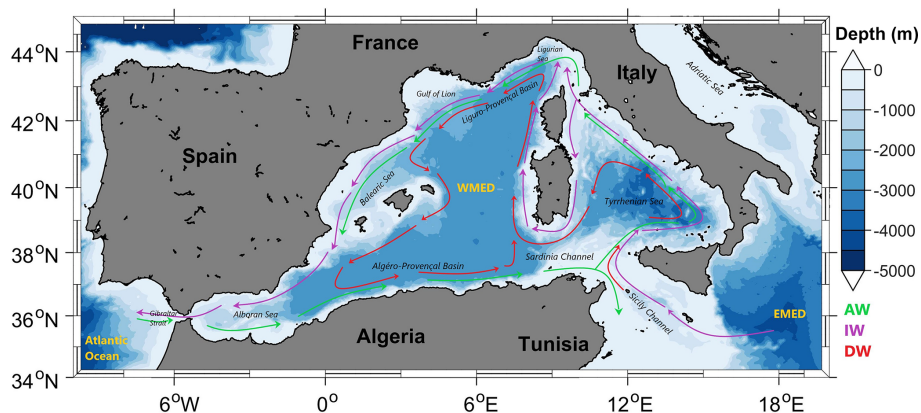 Depth (m)
44°N
42°N
40°N
38°N
36°N
34°N
6°W
0°
6°E
12°E
18°E
France
Italy
Spain
Algeria
Tunisia
Ligurian
Sea
Adriatic Sea
Gulf of Lion
Liguro-Provençal Basin
Balearic Sea
WMED
Tyrrhenian Sea
Sardinia Channel
Algéro-Provençal Basin
Sicily Channel
EMED
Alboran Sea
Gibraltar
Strait
Atlantic
Ocean
0
-1000
-2000
-3000
-4000
-5000
AW
IW
DW